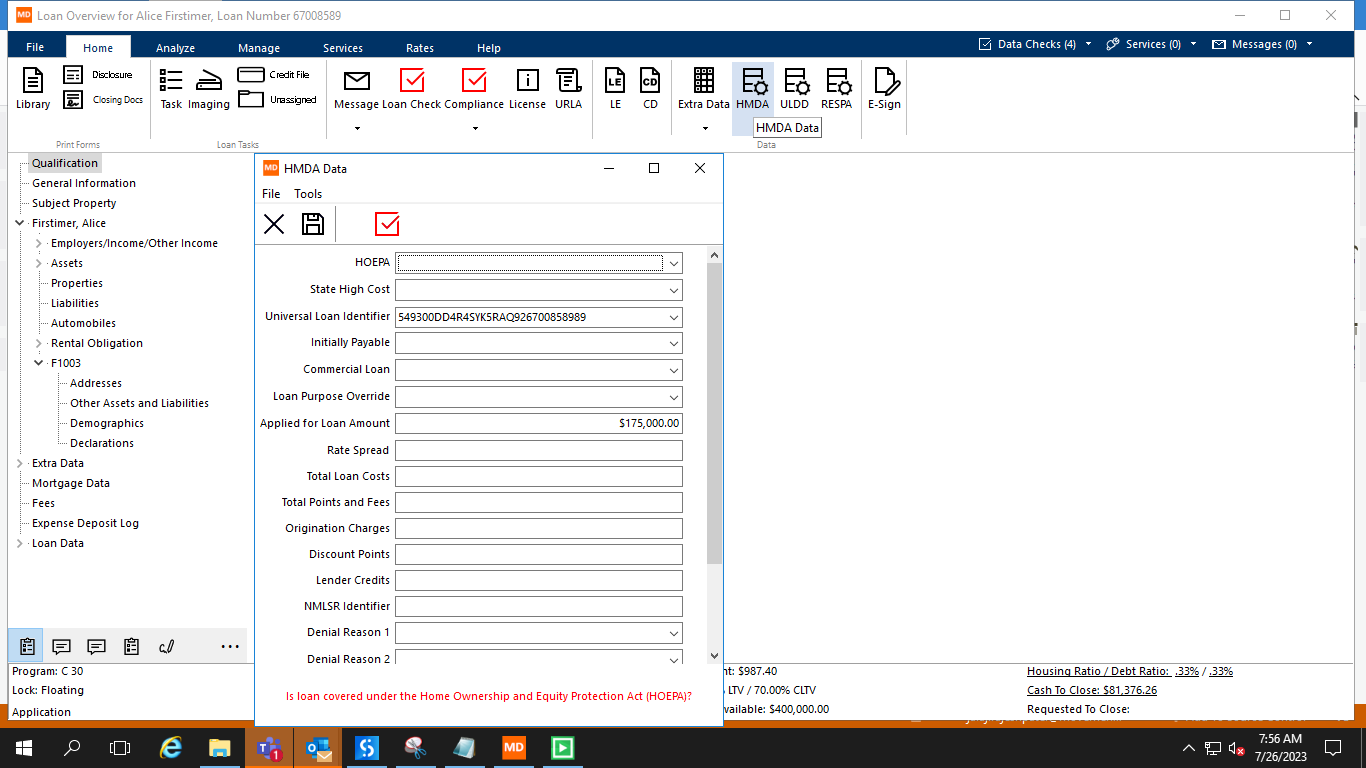 MD Loan Overview for Alice Firstimer, Loan Number 67008589
File Home Analyze Manage Services Rates Help Data Checks (4) Services (0) Messages (0)
Library Disclosure Closing Docs Task Imaging Credit File Unassigned Message Loan Check Compliance License URLA LE LE CD CD Extra Data HMDA ULDD RESPA E-Sign
HMDA Data
Print Forms Loan Tasks Data
Qualification
General Information
Subject Property
Firstimer, Alice
Employers/Income/Other Income
Assets
Properties
Liabilities
Automobiles
Rental Obligation
F1003
Addresses
Other Assets and Liabilities
Demographics
Declarations
Extra Data
Mortgage Data
Fees
Expense Deposit Log
Loan Data
MD HMDA Data
File Tools
HOEPA
State High Cost
Universal Loan Identifier 549300DD4R4SYK5RAQ926700858989
Initially Payable
Commercial Loan
Loan Purpose Override
Applied for Loan Amount $175,000.00
Rate Spread
Total Loan Costs
Total Points and Fees
Origination Charges
Discount Points
Lender Credits
NMLSR Identifier
Denial Reason 1
Denial Reason 2
Is loan covered under the Home Ownership and Equity Protection Act (HOEPA)?
Program: C 30
Lock: Floating
Application
nt: $987.40
LTV / 70.00% CLTV
vailable: $400,000.00
Housing Ratio / Debt Ratio: .33% / .33%
Cash To Close: $81,376.26
Requested To Close:
1 MD
7:56 AM
7/26/2023